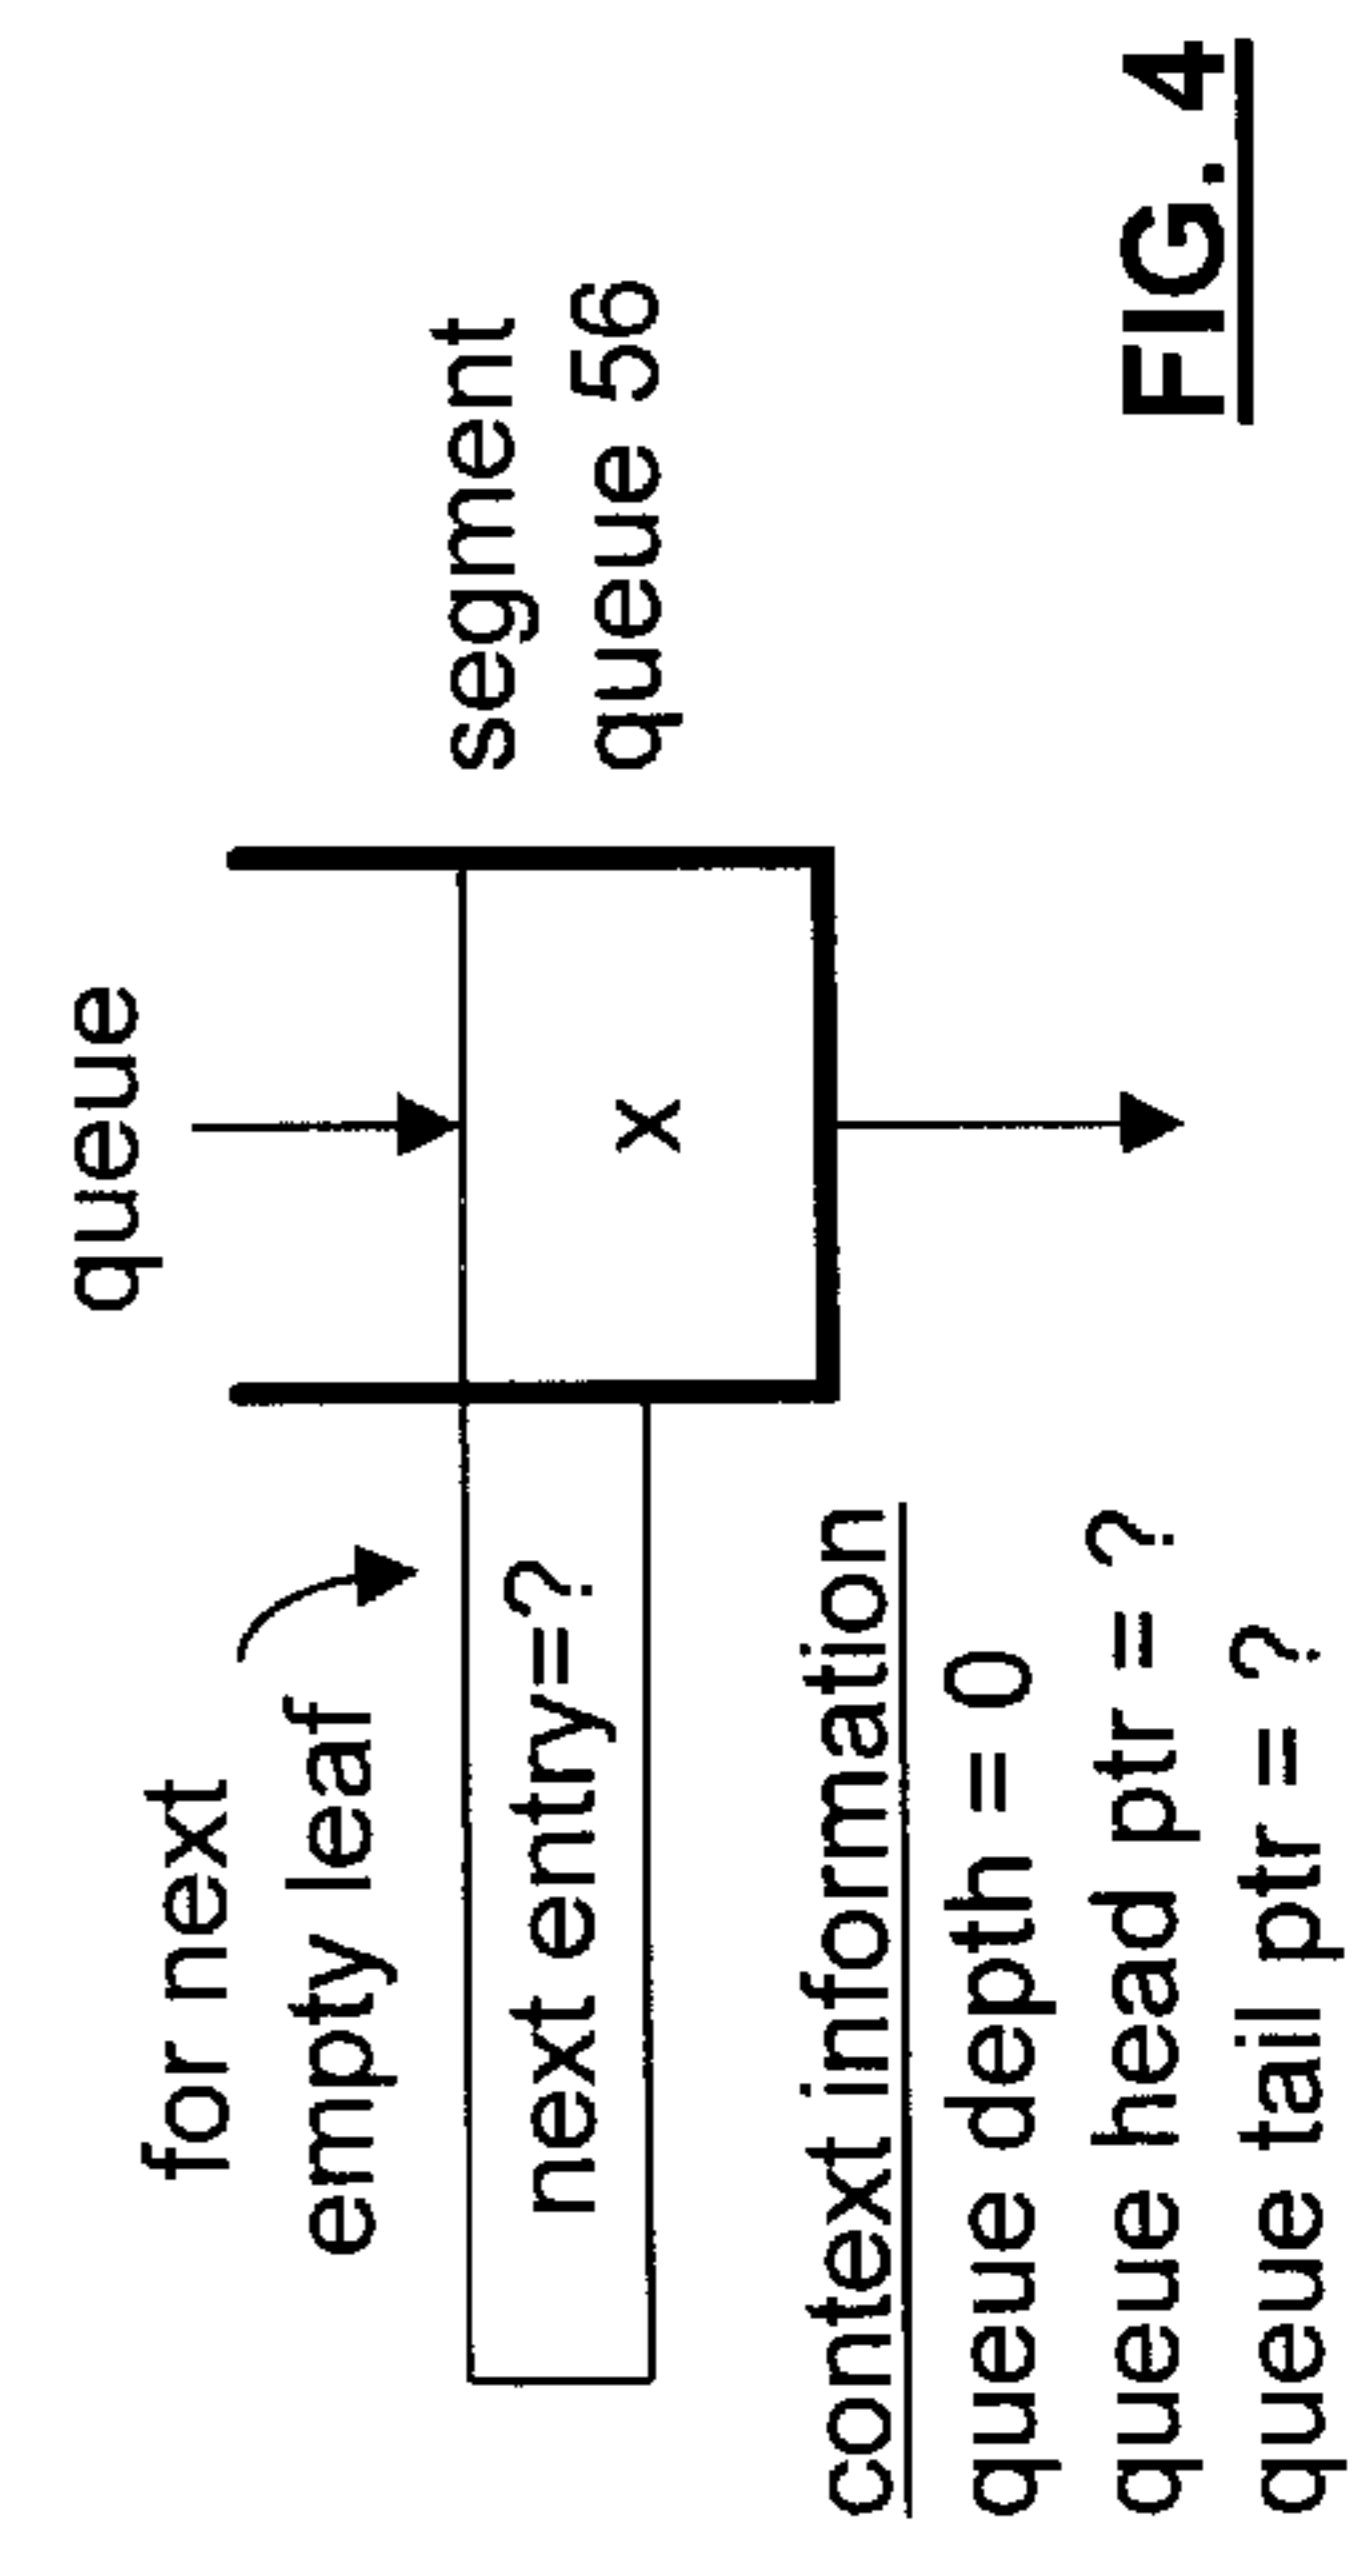 queue
for next
empty leaf
next entry=?
x
segment
queue 56
context information
queue depth = 0
queue head ptr = ?
queue tail ptr = ?
FIG. 4